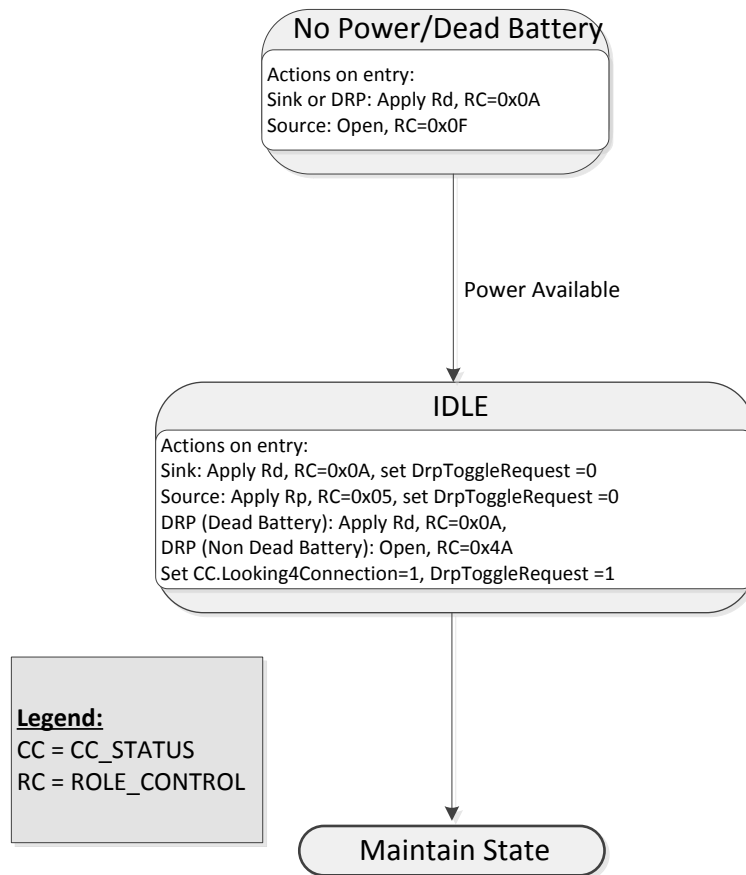 No Power/Dead Battery
Actions on entry:
Sink or DRP: Apply Rd, RC=0x0A
Source: Open, RC=0x0F
Power Available
IDLE
Actions on entry:
Sink: Apply Rd, RC=0x0A, set DrpToggleRequest =0
Source: Apply Rp, RC=0x05, set DrpToggleRequest =0
DRP (Dead Battery): Apply Rd, RC=0x0A,
DRP (Non Dead Battery): Open, RC=0x4A
Set CC.Looking4Connection=1, DrpToggleRequest =1
Legend:
CC = CC_STATUS
RC = ROLE_CONTROL
Maintain State